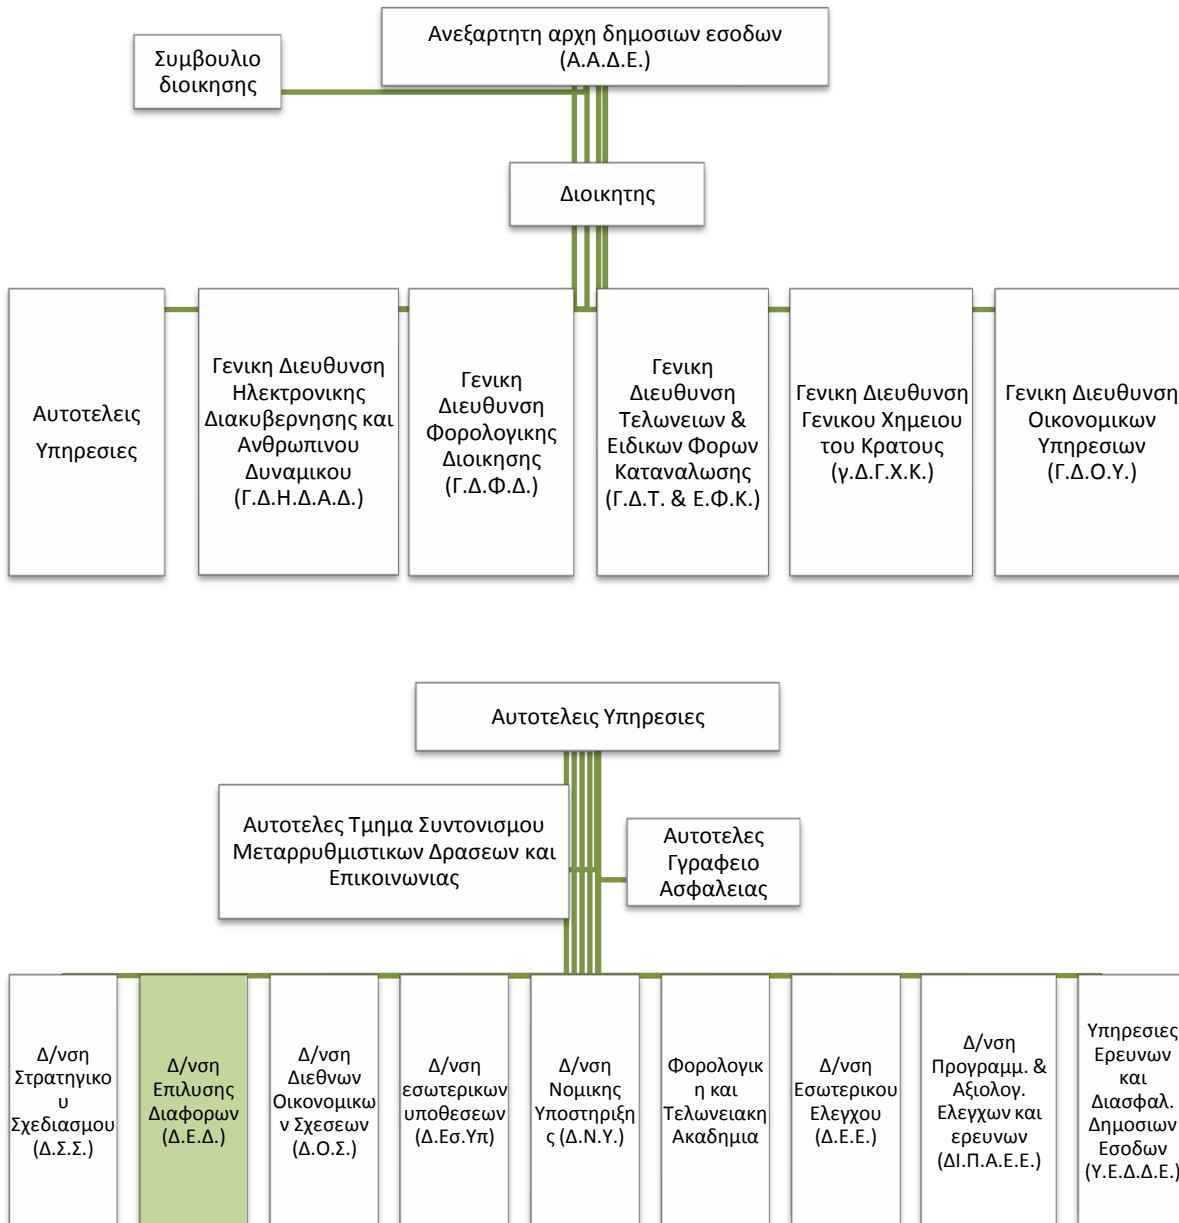 Ανεξαρτητη αρχη δημοσιων εσοδων
(Α.Α.Δ.Ε.)
Συμβουλιο
διοικησης
Διοικητης
Αυτοτελεις
Υπηρεσιες
Γενικη Διευθυνση
Ηλεκτρονικης
Διακυβερνησης και
Ανθρωπινου
Δυναμικου
(Γ.Δ.Η.Δ.Α.Δ.)
Γενικη
Διευθυνση
Φορολογικης
Διοικησης
(Γ.Δ.Φ.Δ.)
Γενικη
Διευθυνση
Τελωνειων &
Ειδικων Φορων
Καταναλωσης
(Γ.Δ.Τ. & Ε.Φ.Κ.)
Γενικη Διευθυνση
Γενικου Χημειου
του Κρατους
(γ.Δ.Γ.Χ.Κ.)
Γενικη Διευθυνση
Οικονομικων
Υπηρεσιων
(Γ.Δ.Ο.Υ.)
Αυτοτελεις Υπηρεσιες
Αυτοτελες Τμημα Συντονισμου
Μεταρρυθμιστικων Δρασεων και
Επικοινωνιας
Αυτοτελες
Γγραφειο
Ασφαλειας
Δ/νση
Στρατηγικο
υ
Σχεδιασμου
(Δ.Σ.Σ.)
Δ/νση
Επιλυσης
Διαφορων
(Δ.Ε.Δ.)
Δ/νση
Διεθνων
Οικονομικω
ν Σχεσεων
(Δ.Ο.Σ.)
Δ/νση
εσωτερικων
υποθεσεων
(Δ.Εσ.Υπ)
Δ/νση
Νομικης
Υποστηριξη
ς (Δ.Ν.Υ.)
Φορολογικ
η και
Τελωνειακη
Ακαδημια
Δ/νση
Εσωτερικου
Ελεγχου
(Δ.Ε.Ε.)
Δ/νση
Προγραμμ. &
Αξιολογ.
Ελεγχων και
ερευνων
(ΔΙ.Π.Α.Ε.Ε.)
Υπηρεσιες
Ερευνων
και
Διασφαλ.
Δημοσιων
Εσοδων
(Υ.Ε.Δ.Δ.Ε.)